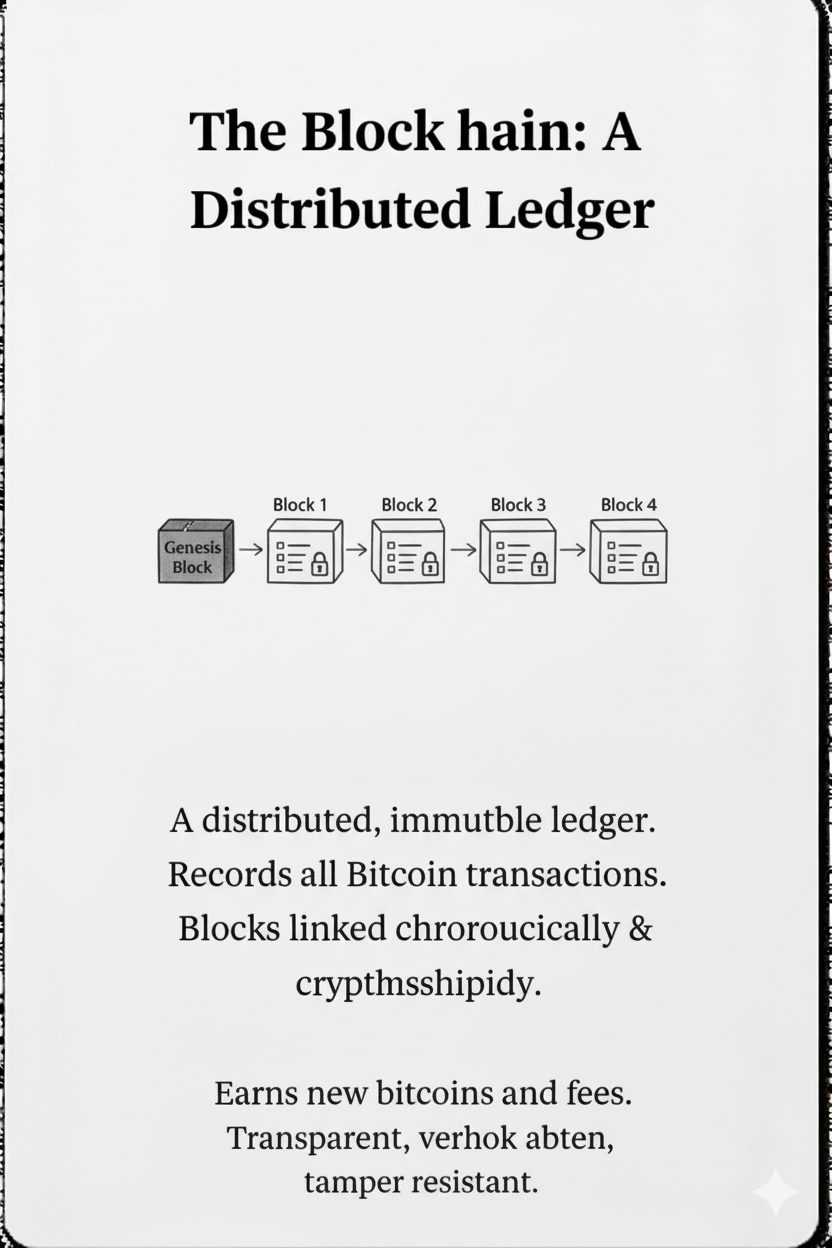 The Block hain: A
Distributed Ledger
Block 1
Block 2
Block 3
Block 4
Genesis
Block
A distributed, immutble ledger.
Records all Bitcoin transactions.
Blocks linked chroroucically &
crypthsshipidy.
Earns new bitcoins and fees.
Transparent, verhok abten,
tamper resistant.